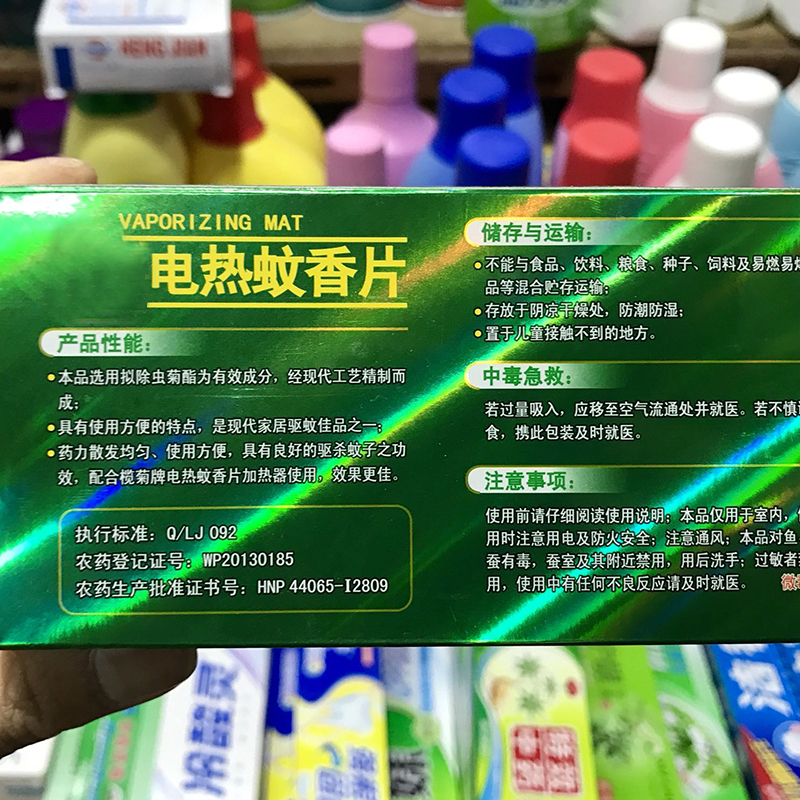 HENG JIAN
VAPORIZING MAT
电热蚊香片
产品性能：
本品选用拟除虫菊酯为有效成分，经现代工艺精制而
成；
具有使用方便的特点，是现代家居驱蚊佳品之一；
药力散发均匀、使用方便，具有良好的驱杀蚊子之功
效，配合榄菊牌电热蚊香片加热器使用，效果更佳。
执行标准：Q/LJ 092
农药登记证号：WP20130185
农药生产批准证书号：HNP 44065-I2809
储存与运输：
不能与食品、饮料、粮食、种子、饲料及易燃易
品等混合贮存运输；
存放于阴凉干燥处，防潮防湿；
置于儿童接触不到的地方。
中毒急救：
若过量吸入，应移至空气流通处并就医。若不慎
食，携此包装及时就医。
注意事项：
使用前请仔细阅读使用说明；本品仅用于室内，
用时注意用电及防火安全；注意通风；本品对鱼
蚕有毒，蚕室及其附近禁用，用后洗手；过敏者
用，使用中有任何不良反应请及时就医。
微
冷酸灵